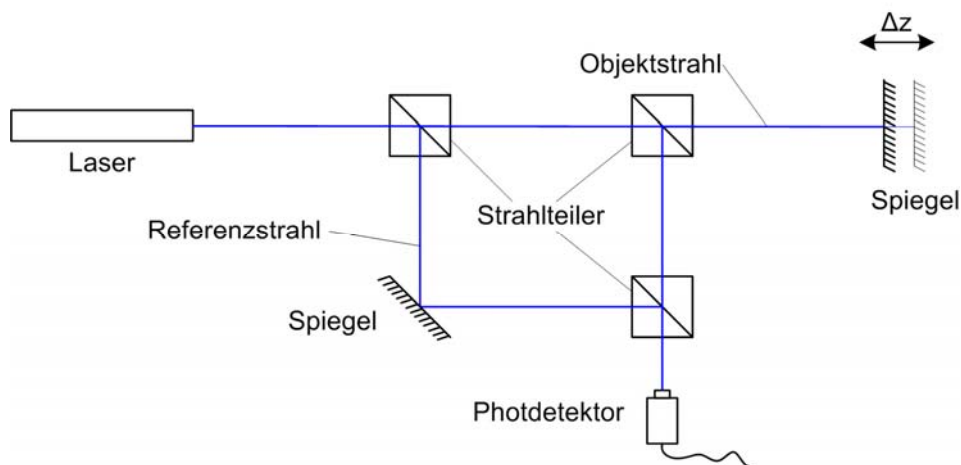 Δz
Objektstrahl
Laser
Spiegel
Strahlteiler
Referenzstrahl
Spiegel
Photdetektor